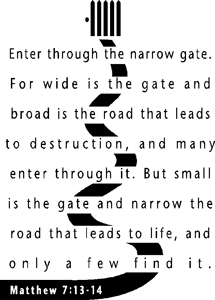 Enter through the narrow gate.
For wide is the gate and
broad is the road that leads
to destruction, and many
enter through it. But small
is the gate and narrow the
road that leads to life, and
only a few find it.
Matthew 7:13-14